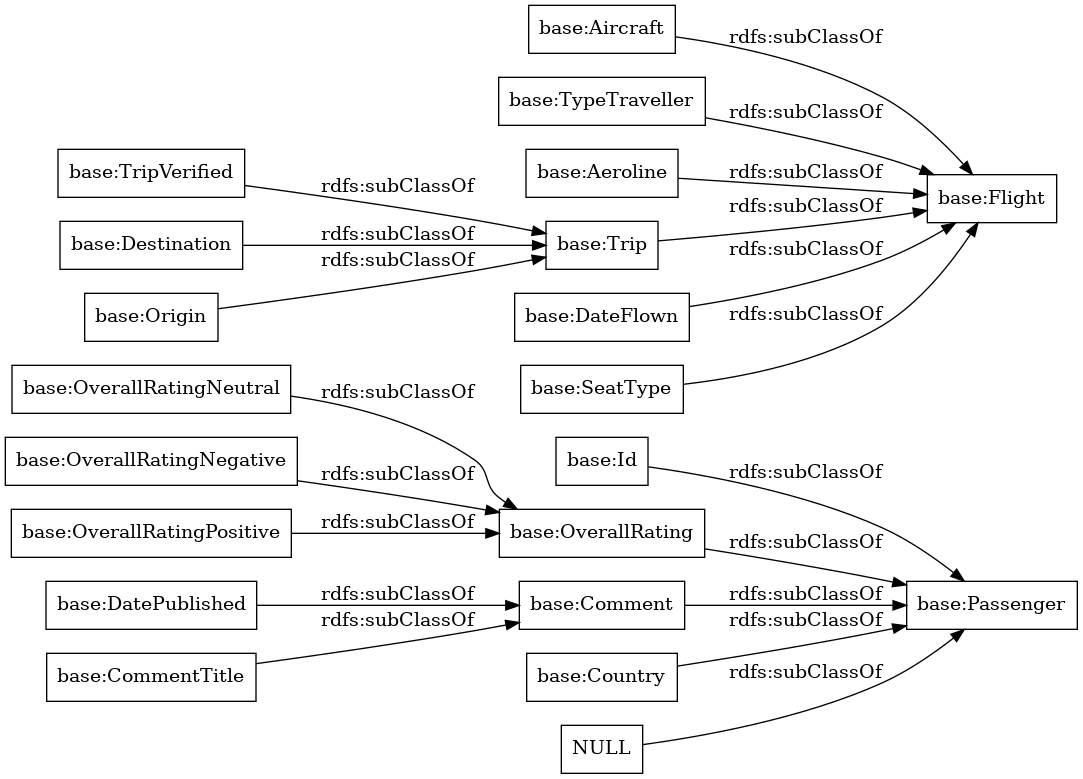 base:Aircraft
rdfs:subClassOf
base:TypeTraveller
rdfs:subClassOf
base:TripVerified
base:Aeroline
rdfs:subClassOf
rdfs:subClassOf
base:Flight
rdfs:subClassOf
base:Destination
rdfs:subClassOf
base:Trip
rdfs:subClassOf
rdfs:subClassOf
base:Origin
base:DateFlown
rdfs:subClassOf
base:OverallRatingNeutral
rdfs:subClassOf
base:SeatType
base:OverallRatingNegative
rdfs:subClassOf
base:Id
rdfs:subClassOf
base:OverallRatingPositive
rdfs:subClassOf
base:OverallRating
rdfs:subClassOf
base:DatePublished
rdfs:subClassOf
base:Comment
rdfs:subClassOf
base:Passenger
rdfs:subClassOf
rdfs:subClassOf
base:CommentTitle
base:Country
rdfs:subClassOf
NULL